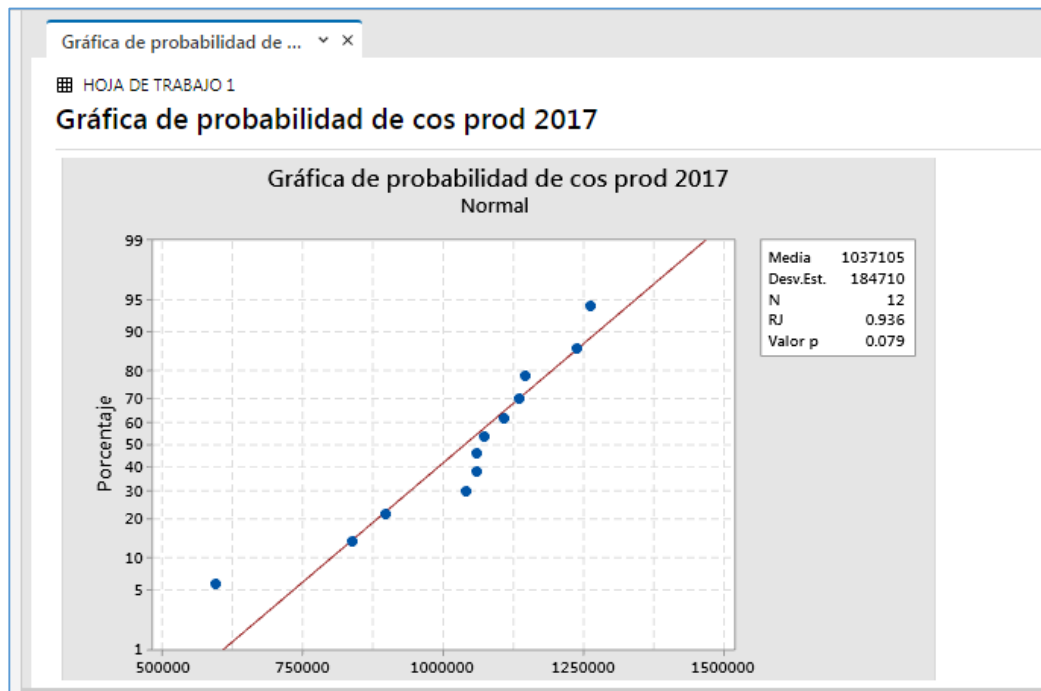 Gráfica de probabilidad de ...
HOJA DE TRABAJO 1
Gráfica de probabilidad de cos prod 2017
Gráfica de probabilidad de cos prod 2017
Normal
99
95
90
80
70
60
50
40
30
20
10
5
1
Porcentaje
500000 750000 1000000 1250000 1500000
Media 1037105
Desv.Est. 184710
N 12
RJ 0.936
Valor p 0.079